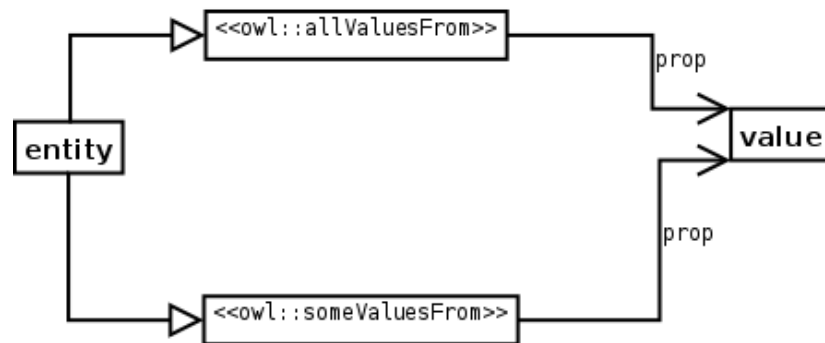 <<owl::allValuesFrom>>
prop
entity
value
prop
<<owl::someValuesFrom>>